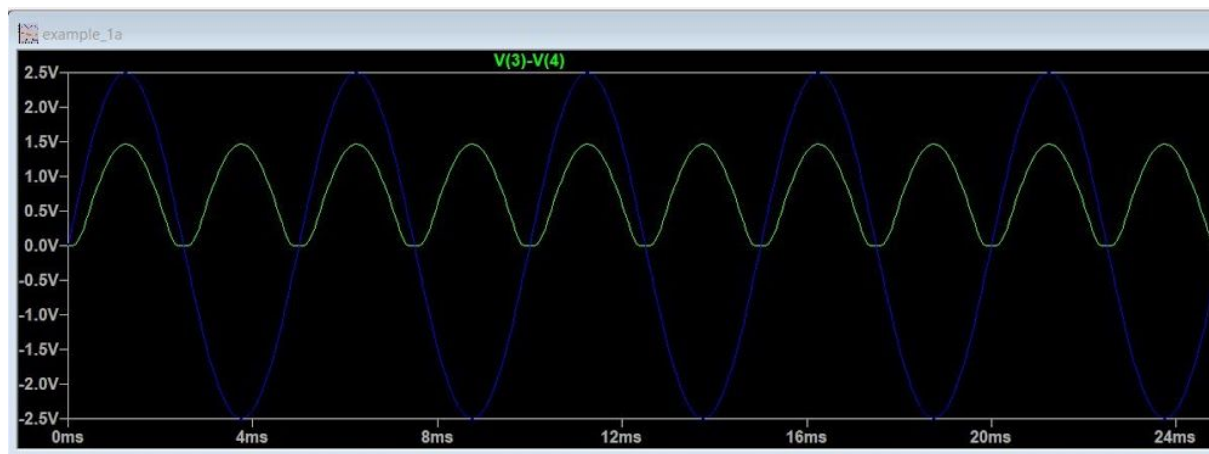 example_1a
V(3)-V(4)
2.5V
2.0V
1.5V
1.0V
0.5V
0.0V
-0.5V
-1.0V
-1.5V
-2.0V
-2.5V
0ms 4ms 8ms 12ms 16ms 20ms 24ms